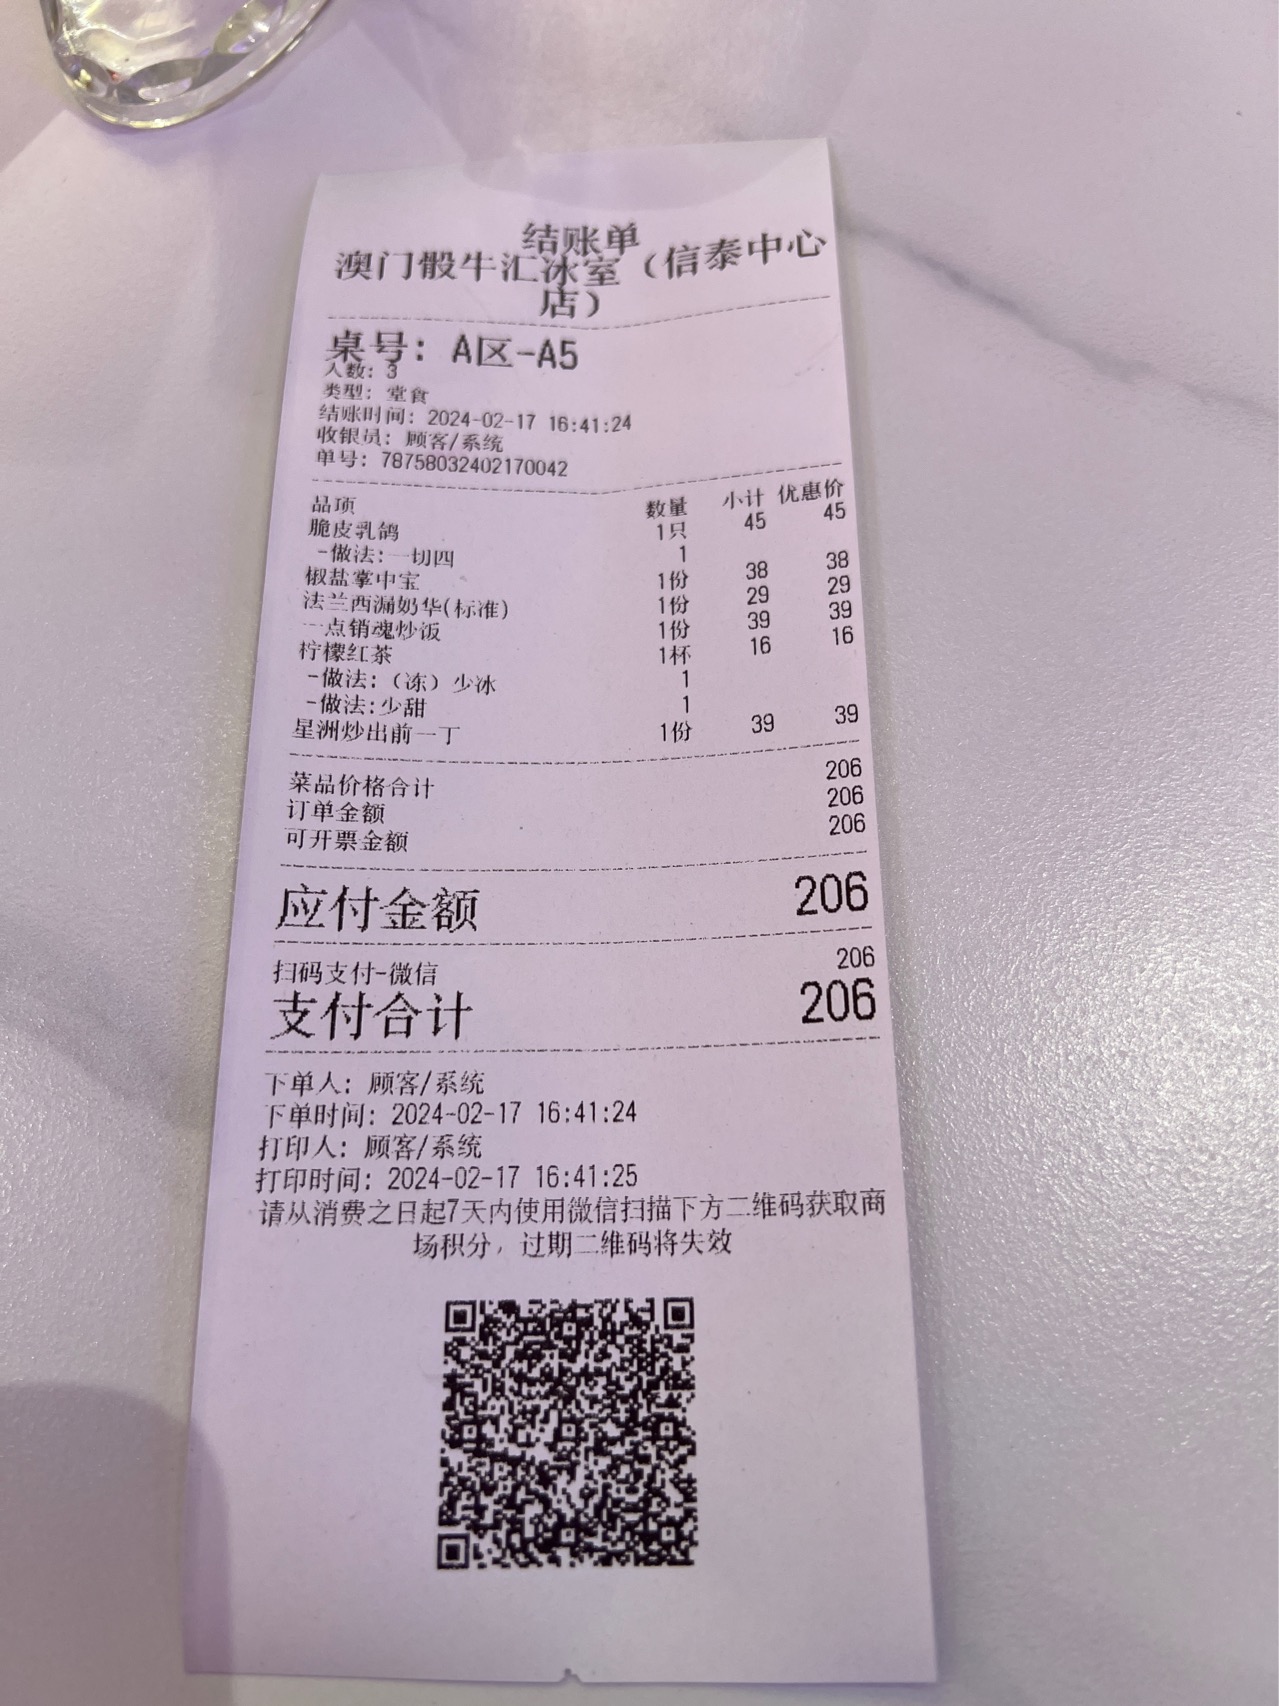 结账单
澳门骰牛汇冰室（信泰中心
店）
桌号：A区-A5
人数：3
类型：堂食
结账时间：2024-02-17 16:41:24
收银员：顾客/系统
单号：78758032402170042
品项 数量 小计 优惠价
脆皮乳鸽 1只 45 45
-做法:一切四 1
椒盐掌中宝 1份 38 38
法兰西漏奶华(标准) 1份 29 29
一点销魂炒饭 1份 39 39
柠檬红茶 1杯 16 16
-做法:（冻）少冰 1
-做法:少甜 1
星洲炒出前一丁 1份 39 39
菜品价格合计 206
订单金额 206
可开票金额 206
应付金额 206
扫码支付-微信 206
支付合计 206
下单人：顾客/系统
下单时间：2024-02-17 16:41:24
打印人：顾客/系统
打印时间：2024-02-17 16:41:25
请从消费之日起7天内使用微信扫描下方二维码获取商
场积分，过期二维码将失效